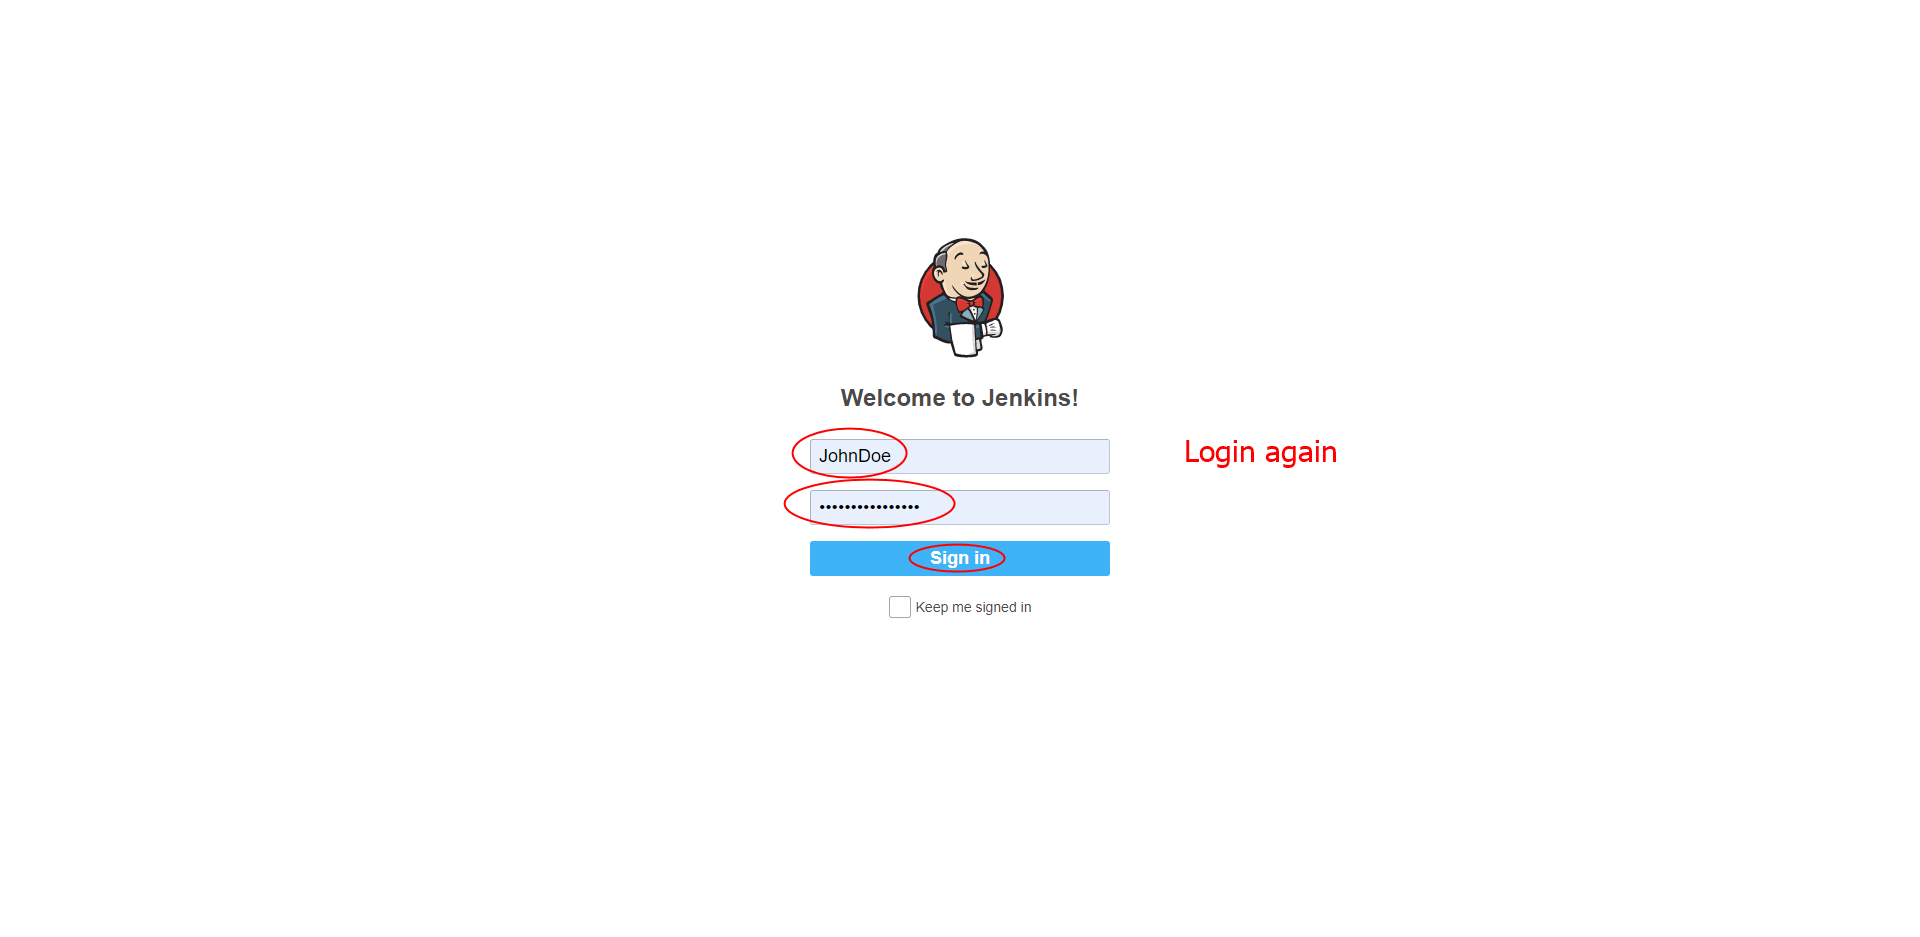 Welcome to Jenkins!
JohnDoe
Login again
••••••••••••••••
Sign in
Keep me signed in